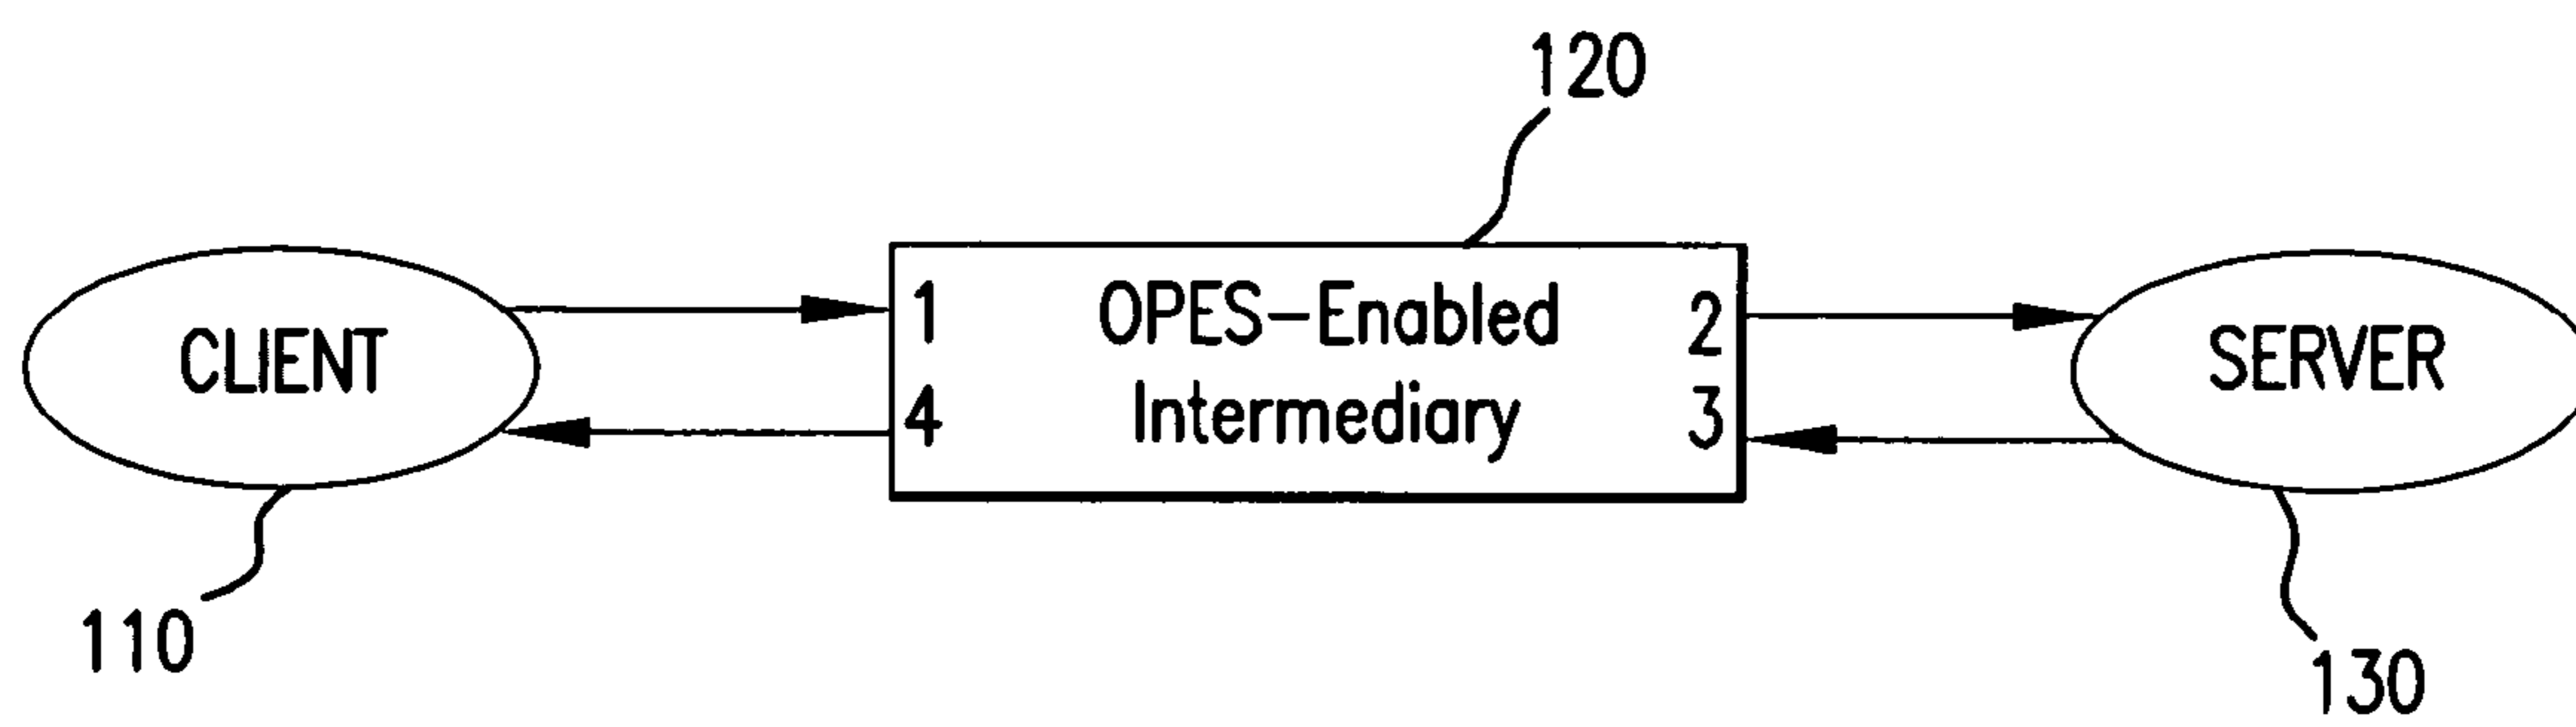 120
CLIENT
1 OPES-Enabled 2
4 Intermediary 3
SERVER
110
130